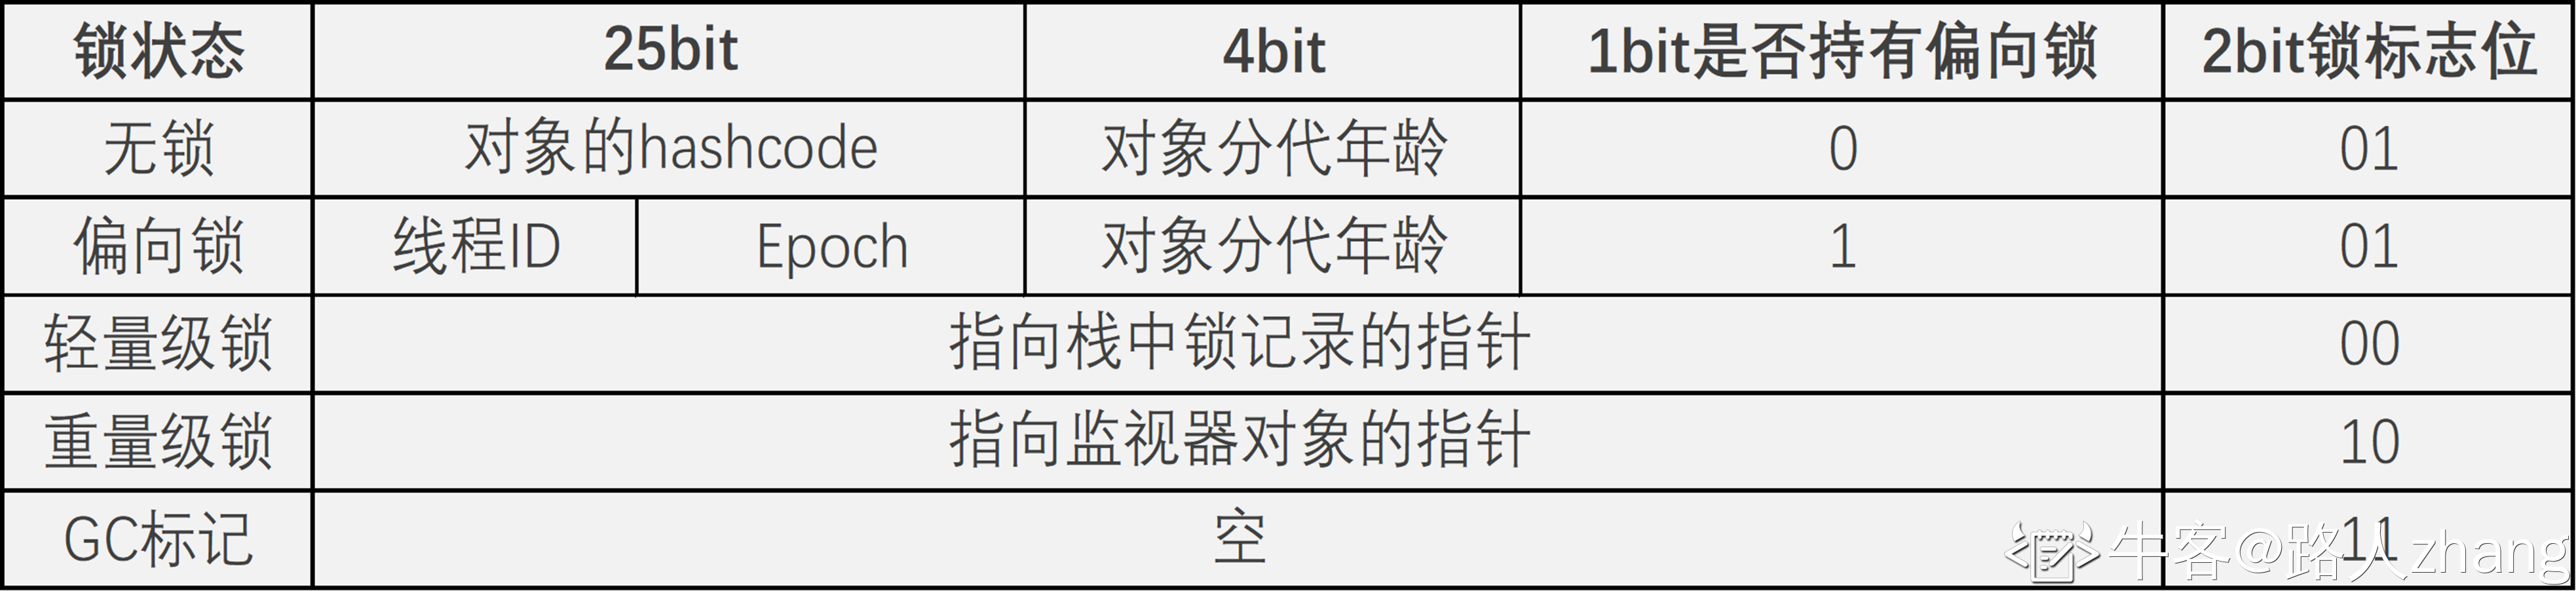 锁状态 25bit 4bit 1bit是否持有偏向锁 2bit锁标志位
无锁 对象的hashcode 对象分代年龄 0 01
偏向锁 线程ID Epoch 对象分代年龄 1 01
轻量级锁 指向栈中锁记录的指针 00
重量级锁 指向监视器对象的指针 10
GC标记 空 11
牛客@路人zhang